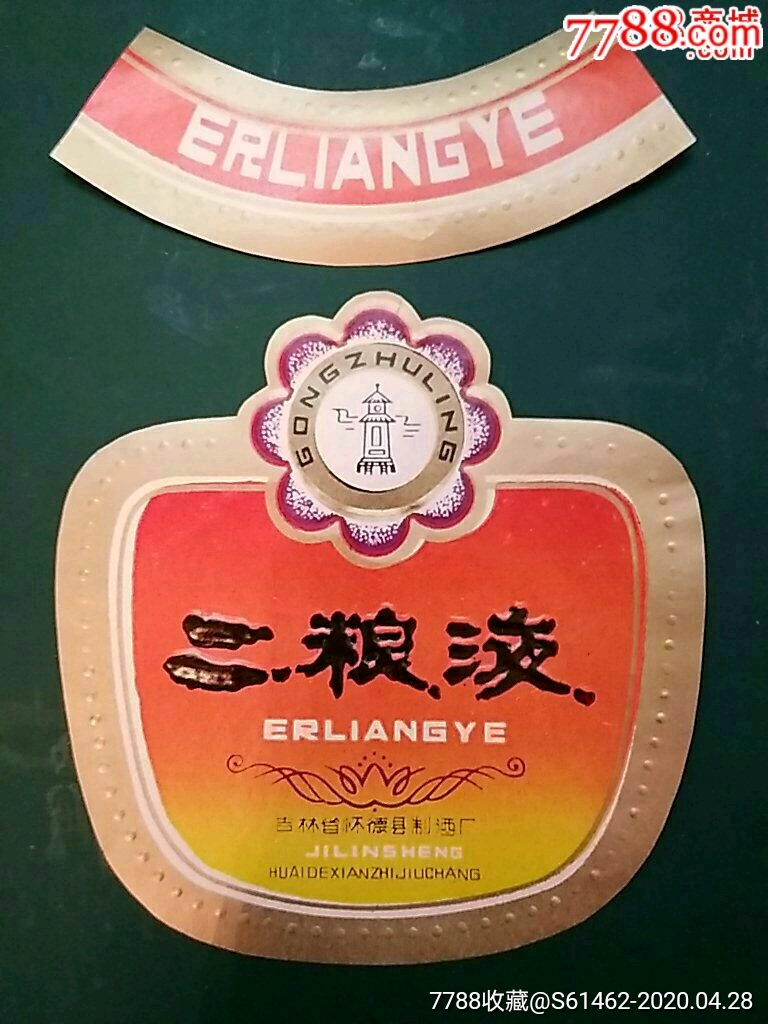 7788商城
.com
ERLIANGYE
GONGZHULING
二粮液
ERLIANGYE
吉林省怀德县制酒厂
JILINSHENG
HUAIDEXIANZHIJIUCHANG
7788收藏@S61462-2020.04.28